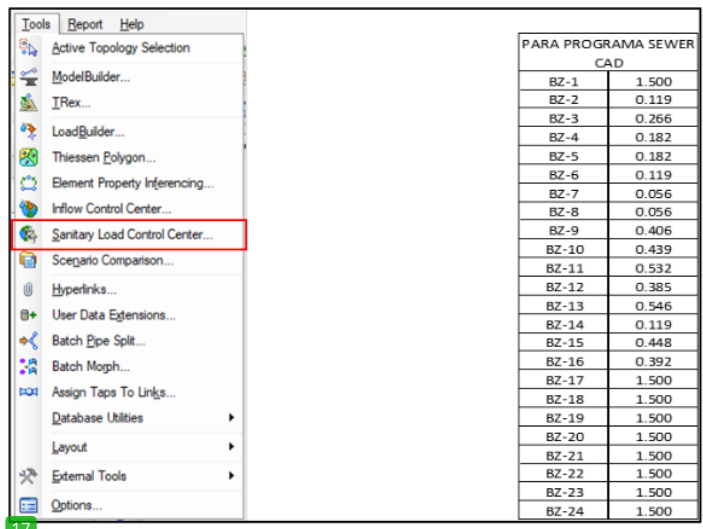 Tools Report Help
Active Topology Selection
ModelBuilder...
TRex...
LoadBuilder...
Thiessen Polygon...
Element Property Inferencing...
Inflow Control Center...
Sanitary Load Control Center...
Scenario Comparison...
Hyperlinks...
User Data Extensions...
Batch Pipe Split...
Batch Morph...
Assign Taps To Links...
Database Utilities
Layout
External Tools
Options...
17
PARA PROGRAMA SEWER
CAD
BZ-1 1.500
BZ-2 0.119
BZ-3 0.266
BZ-4 0.182
BZ-5 0.182
BZ-6 0.119
BZ-7 0.056
BZ-8 0.056
BZ-9 0.406
BZ-10 0.439
BZ-11 0.532
BZ-12 0.385
BZ-13 0.546
BZ-14 0.119
BZ-15 0.448
BZ-16 0.392
BZ-17 1.500
BZ-18 1.500
BZ-19 1.500
BZ-20 1.500
BZ-21 1.500
BZ-22 1.500
BZ-23 1.500
BZ-24 1.500